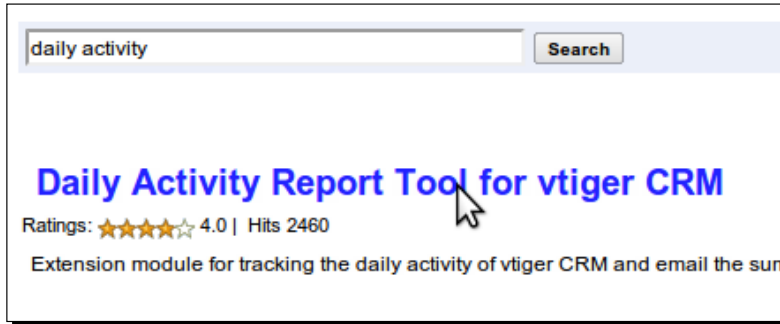 daily activity
Search
Daily Activity Report Tool for vtiger CRM
Ratings: 4.0 | Hits 2460
Extension module for tracking the daily activity of vtiger CRM and email the